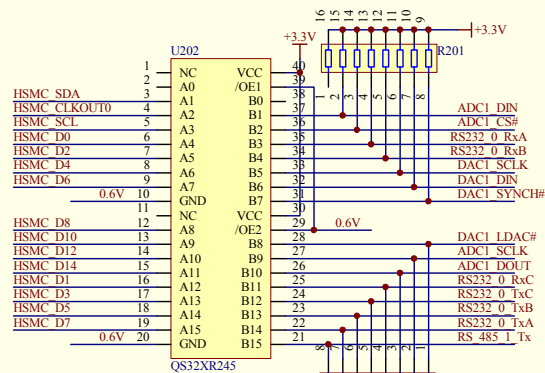 16 15 14 13 12 11 10 9
+3.3V
+3.3V
R201
1 2 3 4 5 6 7 8
U202
1 NC VCC 40
2 A0 /OE1 39
HSMC_SDA 3 A1 B0 38
HSMC_CLKOUT0 4 A2 B1 37 ADC1_DIN
HSMC_SCL 5 A3 B2 36 ADC1_CS#
HSMC_D0 6 A4 B3 35 RS232_0_RxA
HSMC_D2 7 A5 B4 34 RS232_0_RxB
HSMC_D4 8 A6 B5 33 DAC1_SCLK
HSMC_D6 9 A7 B6 32 DAC1_DIN
0.6V 10 GND B7 31 DAC1_SYNCH#
11 NC VCC 30
HSMC_D8 12 A8 /OE2 29 0.6V
HSMC_D10 13 A9 B8 28 DAC1_LDAC#
HSMC_D12 14 A10 B9 27 ADC1_SCLK
HSMC_D14 15 A11 B10 26 ADC1_DOUT
HSMC_D1 16 A12 B11 25 RS232_0_RxC
HSMC_D3 17 A13 B12 24 RS232_0_TxC
HSMC_D5 18 A14 B13 23 RS232_0_TxB
HSMC_D7 19 A15 B14 22 RS232_0_TxA
0.6V 20 GND B15 21 RS_485_1_Tx
8 7 6 5 4 3 2 1
QS32XR245